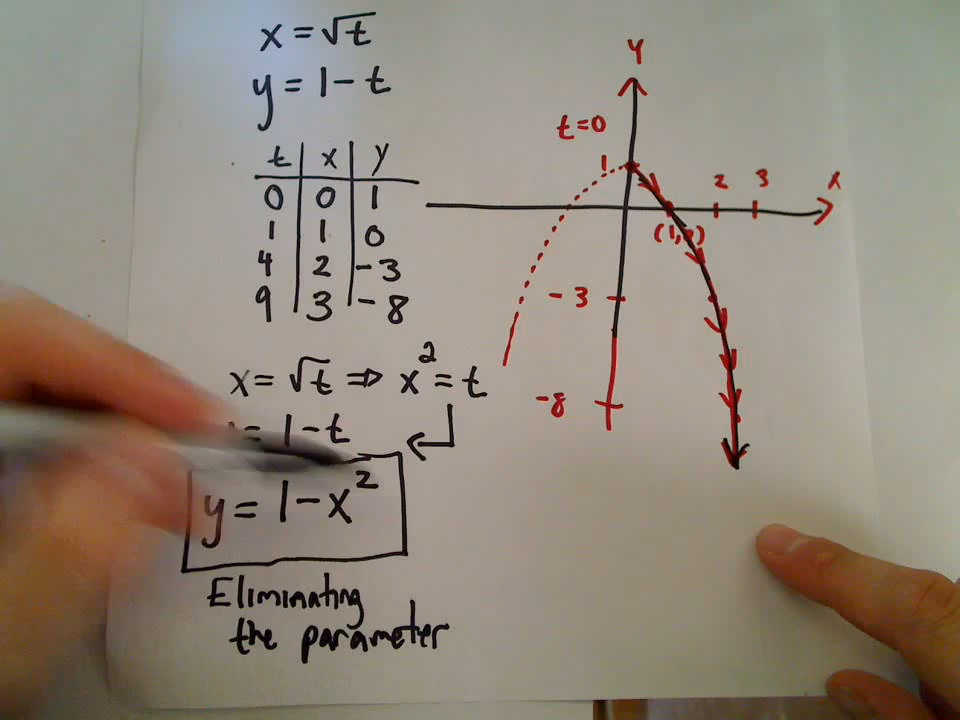 x = √t
y = 1 - t
t x y
0 0 1
1 1 0
4 2 -3
9 3 -8
x = √t ⇒ x² = t
= 1 - t
y = 1 - x²
Eliminating
the parameter
y
t=0
1
2 3 x
-3
-8